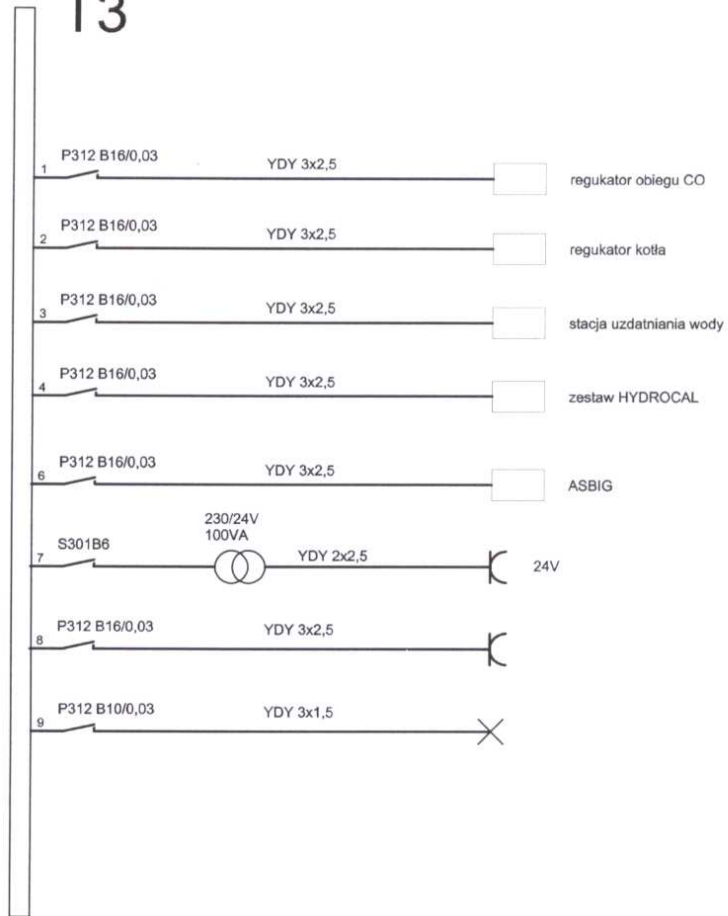 T3
P312 B16/0,03 YDY 3x2,5
1 regukator obiegu CO
P312 B16/0,03 YDY 3x2,5
2 regukator kotła
P312 B16/0,03 YDY 3x2,5
3 stacja uzdatniania wody
P312 B16/0,03 YDY 3x2,5
4 zestaw HYDROCAL
P312 B16/0,03 YDY 3x2,5
6 ASBIG
230/24V
100VA
S301B6 YDY 2x2,5
7 24V
P312 B16/0,03 YDY 3x2,5
8
P312 B10/0,03 YDY 3x1,5
9